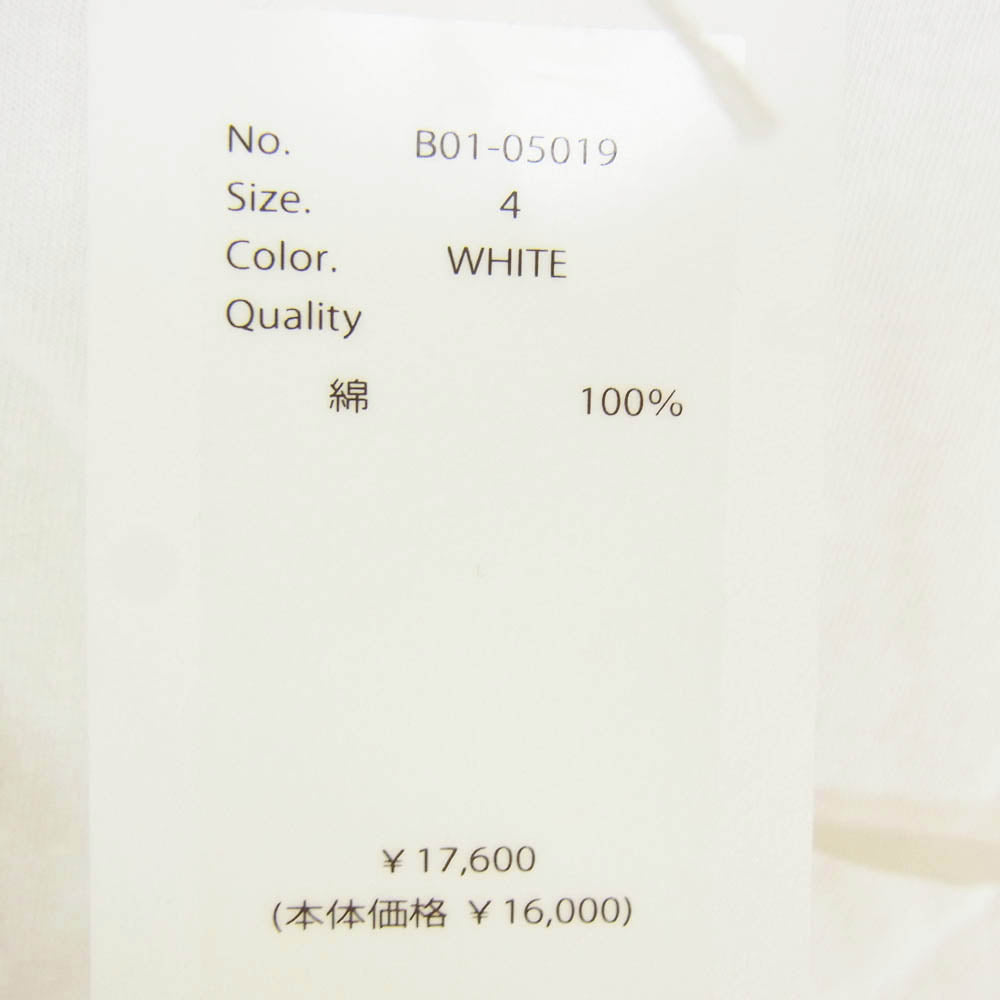 No. B01-05019
Size. 4
Color. WHITE
Quality
綿 100%
¥ 17,600
(本体価格 ¥ 16,000)